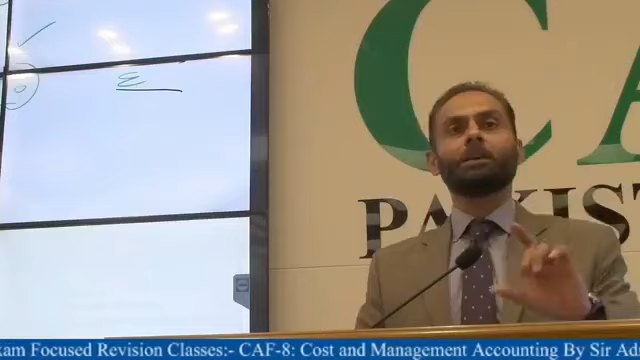 CA
PAKIST
xam Focused Revision Classes:- CAF-8: Cost and Management Accounting By Sir Ad